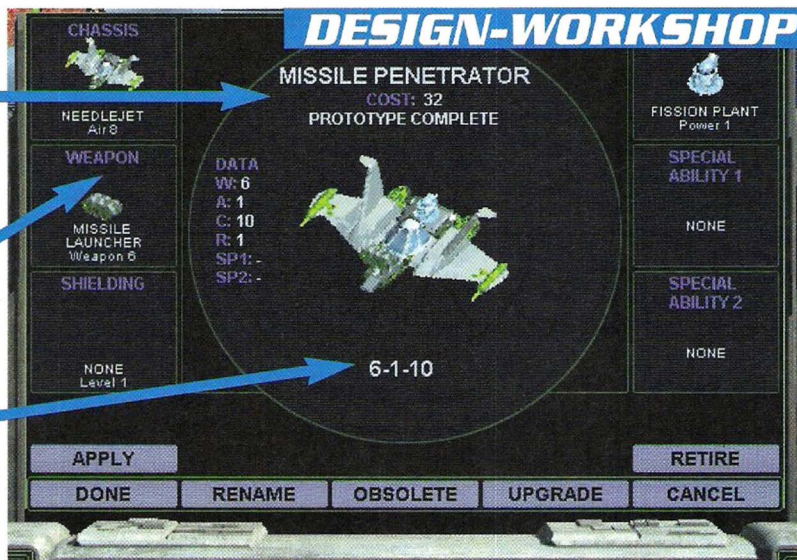 DESIGN-WORKSHOP
CHASSIS
NEEDLEJET
Air 8
WEAPON
MISSILE
LAUNCHER
Weapon 6
SHIELDING
NONE
Level 1
MISSILE PENETRATOR
COST: 32
PROTOTYPE COMPLETE
DATA
W: 6
A: 1
C: 10
R: 1
SP1: -
SP2: -
6-1-10
FISSION PLANT
Power 1
SPECIAL
ABILITY 1
NONE
SPECIAL
ABILITY 2
NONE
APPLY
RETIRE
DONE
RENAME
OBSOLETE
UPGRADE
CANCEL